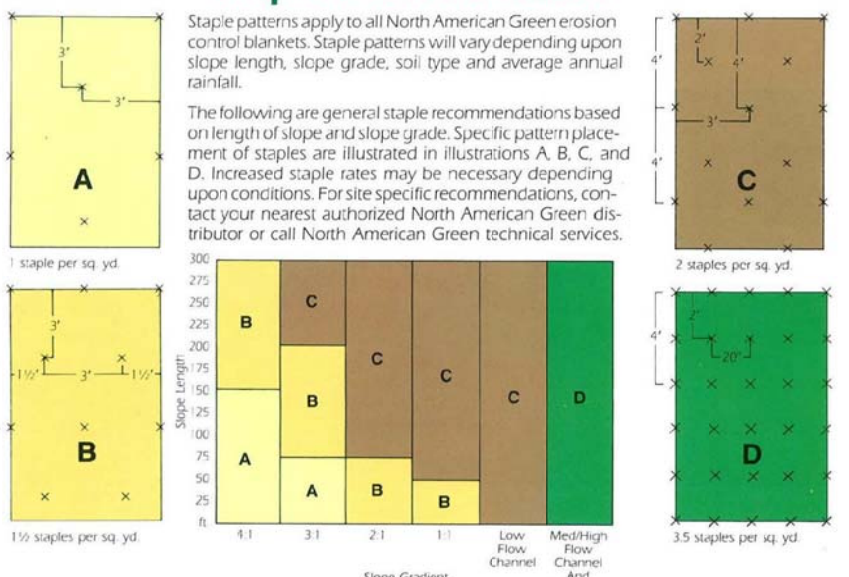 Staple patterns apply to all North American Green erosion
control blankets. Staple patterns will vary depending upon
slope length, slope grade, soil type and average annual
rainfall.
The following are general staple recommendations based
on length of slope and slope grade. Specific pattern place-
ment of staples are illustrated in illustrations A, B, C, and
D. Increased staple rates may be necessary depending
upon conditions. For site specific recommendations, con-
tact your nearest authorized North American Green dis-
tributor or call North American Green technical services.
3'
3'
A
1 staple per sq. yd.
3'
1½' 3' 1½'
B
1½ staples per sq. yd.
2'
4' 4'
3'
4'
C
2 staples per sq. yd.
2'
4'
20"
D
3.5 staples per sq. yd.
Slope Length
300
275
250
225
200
175
150
125
100
75
50
25
ft
B
A
C
B
A
C
B
C
B
C
D
4:1 3:1 2:1 1:1 Low Flow Channel Med/High Flow Channel And
Slope Gradient